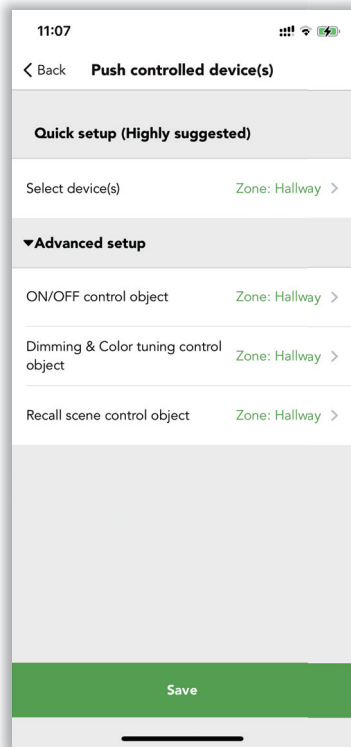 11:07
Back Push controlled device(s)
Quick setup (Highly suggested)
Select device(s) Zone: Hallway
▼Advanced setup
ON/OFF control object Zone: Hallway
Dimming & Color tuning control
object Zone: Hallway
Recall scene control object Zone: Hallway
Save